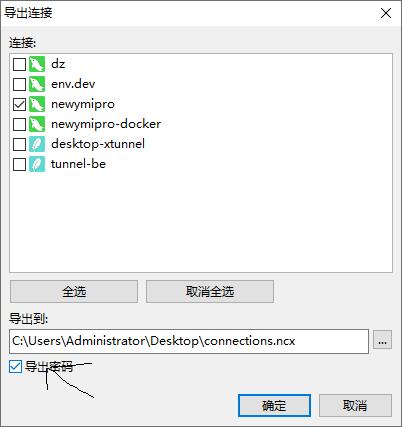 导出连接
连接:
dz
env.dev
newymipro
newymipro-docker
desktop-xtunnel
tunnel-be
全选
取消全选
导出到:
C:\Users\Administrator\Desktop\connections.ncx
...
导出密码
确定
取消